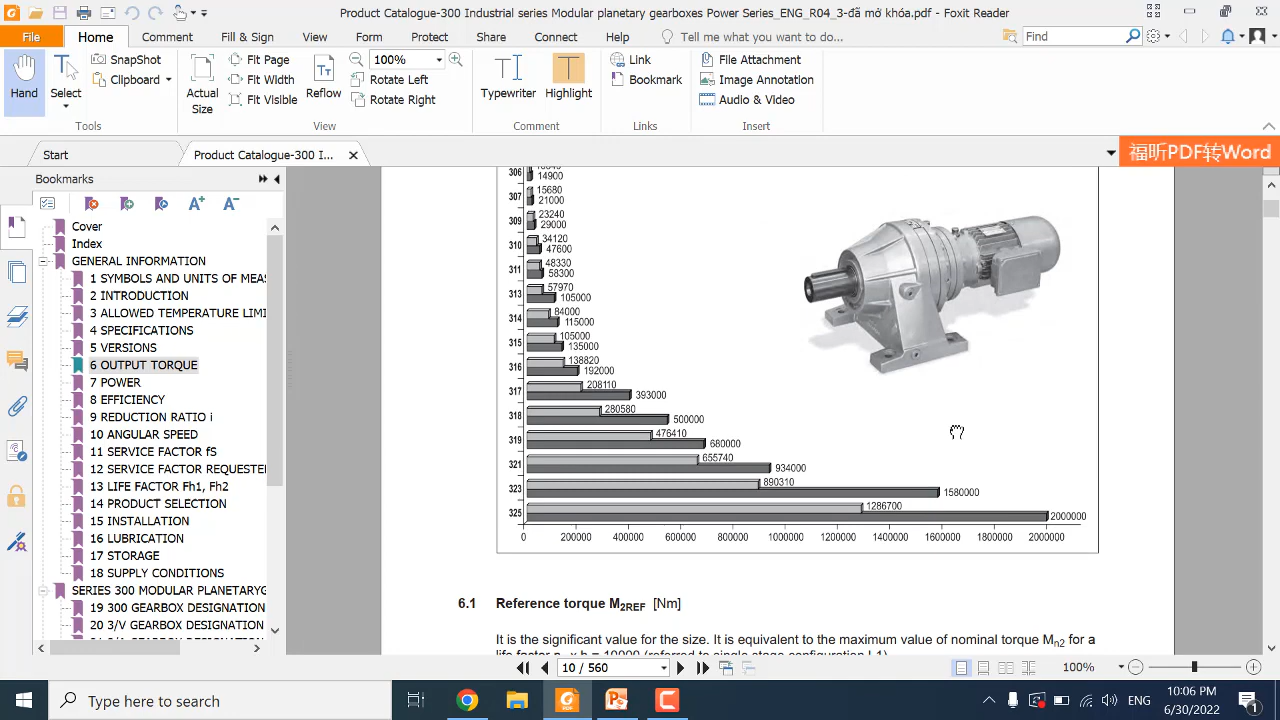 Product Catalogue-300 Industrial series Modular planetary gearboxes Power Series_ENG_R04_3-đã mở khóa.pdf - Foxit Reader
File
Home
Comment
Fill & Sign
View
Form
Protect
Share
Connect
Help
Tell me what you want to do..
Find
Hand
Select
SnapShot
Clipboard
Actual Size
Fit Page
Fit Width
Fit Visible
Reflow
100%
Rotate Left
Rotate Right
Typewriter
Highlight
Link
Bookmark
File Attachment
Image Annotation
Audio & Video
Tools
View
Comment
Links
Insert
Start
Product Catalogue-300 I...
福昕PDF转Word
Bookmarks
Cover
Index
GENERAL INFORMATION
1 SYMBOLS AND UNITS OF MEA
2 INTRODUCTION
3 ALLOWED TEMPERATURE LIMI
4 SPECIFICATIONS
5 VERSIONS
6 OUTPUT TORQUE
7 POWER
8 EFFICIENCY
9 REDUCTION RATIO i
10 ANGULAR SPEED
11 SERVICE FACTOR fS
12 SERVICE FACTOR REQUESTE
13 LIFE FACTOR Fh1, Fh2
14 PRODUCT SELECTION
15 INSTALLATION
16 LUBRICATION
17 STORAGE
18 SUPPLY CONDITIONS
SERIES 300 MODULAR PLANETARYG
19 300 GEARBOX DESIGNATION
20 3/V GEARBOX DESIGNATION
306
14900
307
15680
21000
309
23240
29000
310
34120
47600
311
48330
58300
313
57970
105000
314
84000
115000
315
105000
135000
316
138820
192000
317
208110
393000
318
280580
500000
319
476410
680000
321
655740
934000
323
890310
1580000
325
1286700
2000000
0 200000 400000 600000 800000 1000000 1200000 1400000 1600000 1800000 2000000
6.1 Reference torque M2REF [Nm]
It is the significant value for the size. It is equivalent to the maximum value of nominal torque Mn2 for a
10 / 560
100%
Type here to search
ENG
10:06 PM
6/30/2022
1